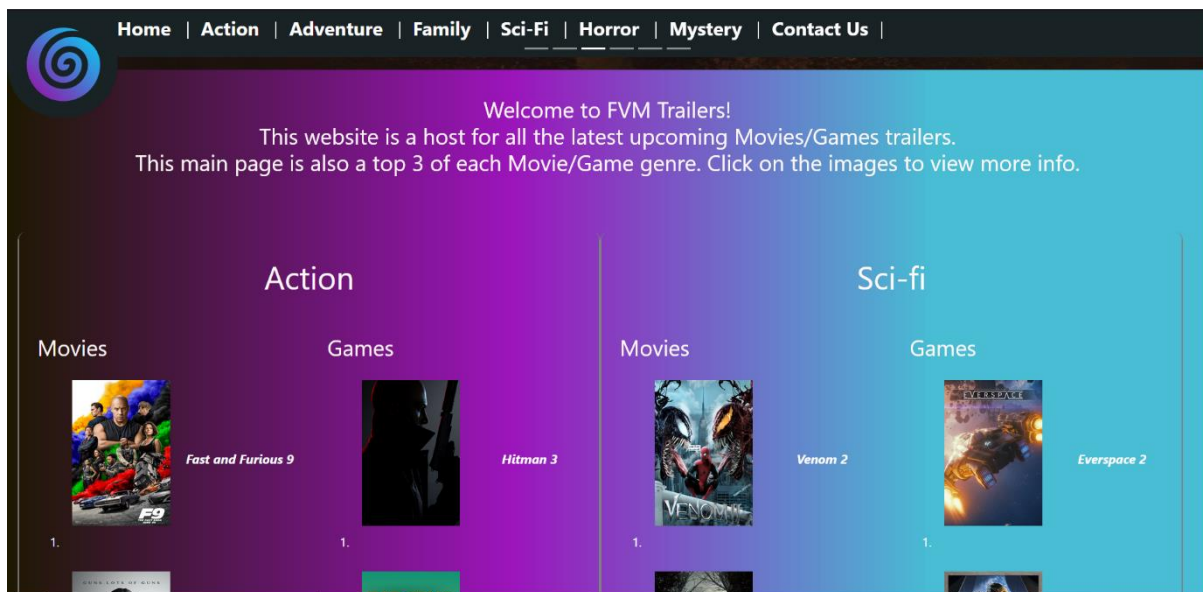 Home | Action | Adventure | Family | Sci-Fi | Horror | Mystery | Contact Us |
Welcome to FVM Trailers!
This website is a host for all the latest upcoming Movies/Games trailers.
This main page is also a top 3 of each Movie/Game genre. Click on the images to view more info.
Action
Movies
Games
F9
Fast and Furious 9
Hitman 3
1.
1.
Sci-fi
Movies
Games
VENOM
EVERSPACE
Venom 2
Everspace 2
1.
1.